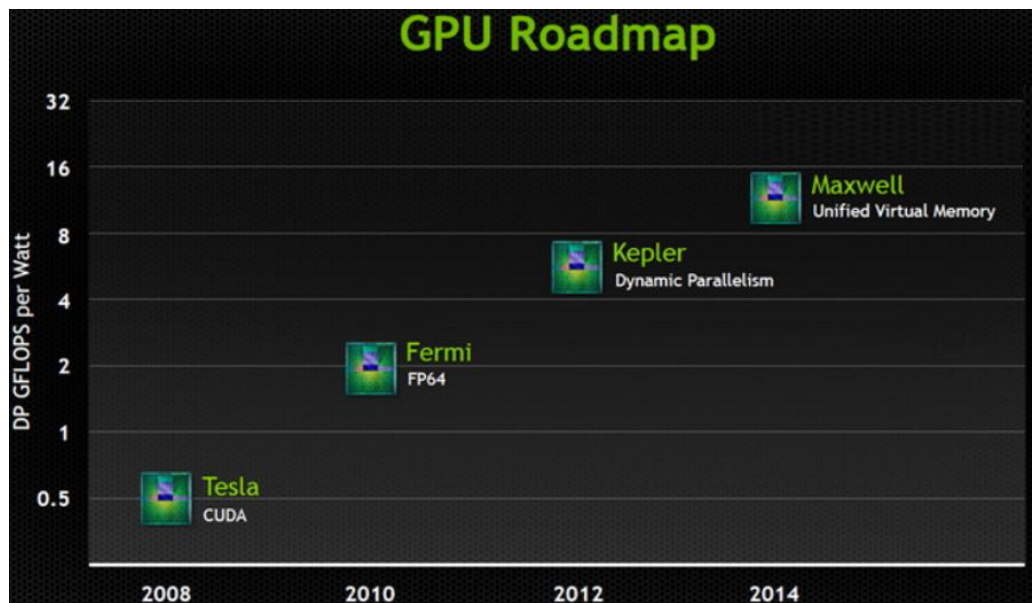 GPU Roadmap
DP GFLOPS per Watt
32
16
8
4
2
1
0.5
Maxwell
Unified Virtual Memory
Kepler
Dynamic Parallelism
Fermi
FP64
Tesla
CUDA
2008 2010 2012 2014